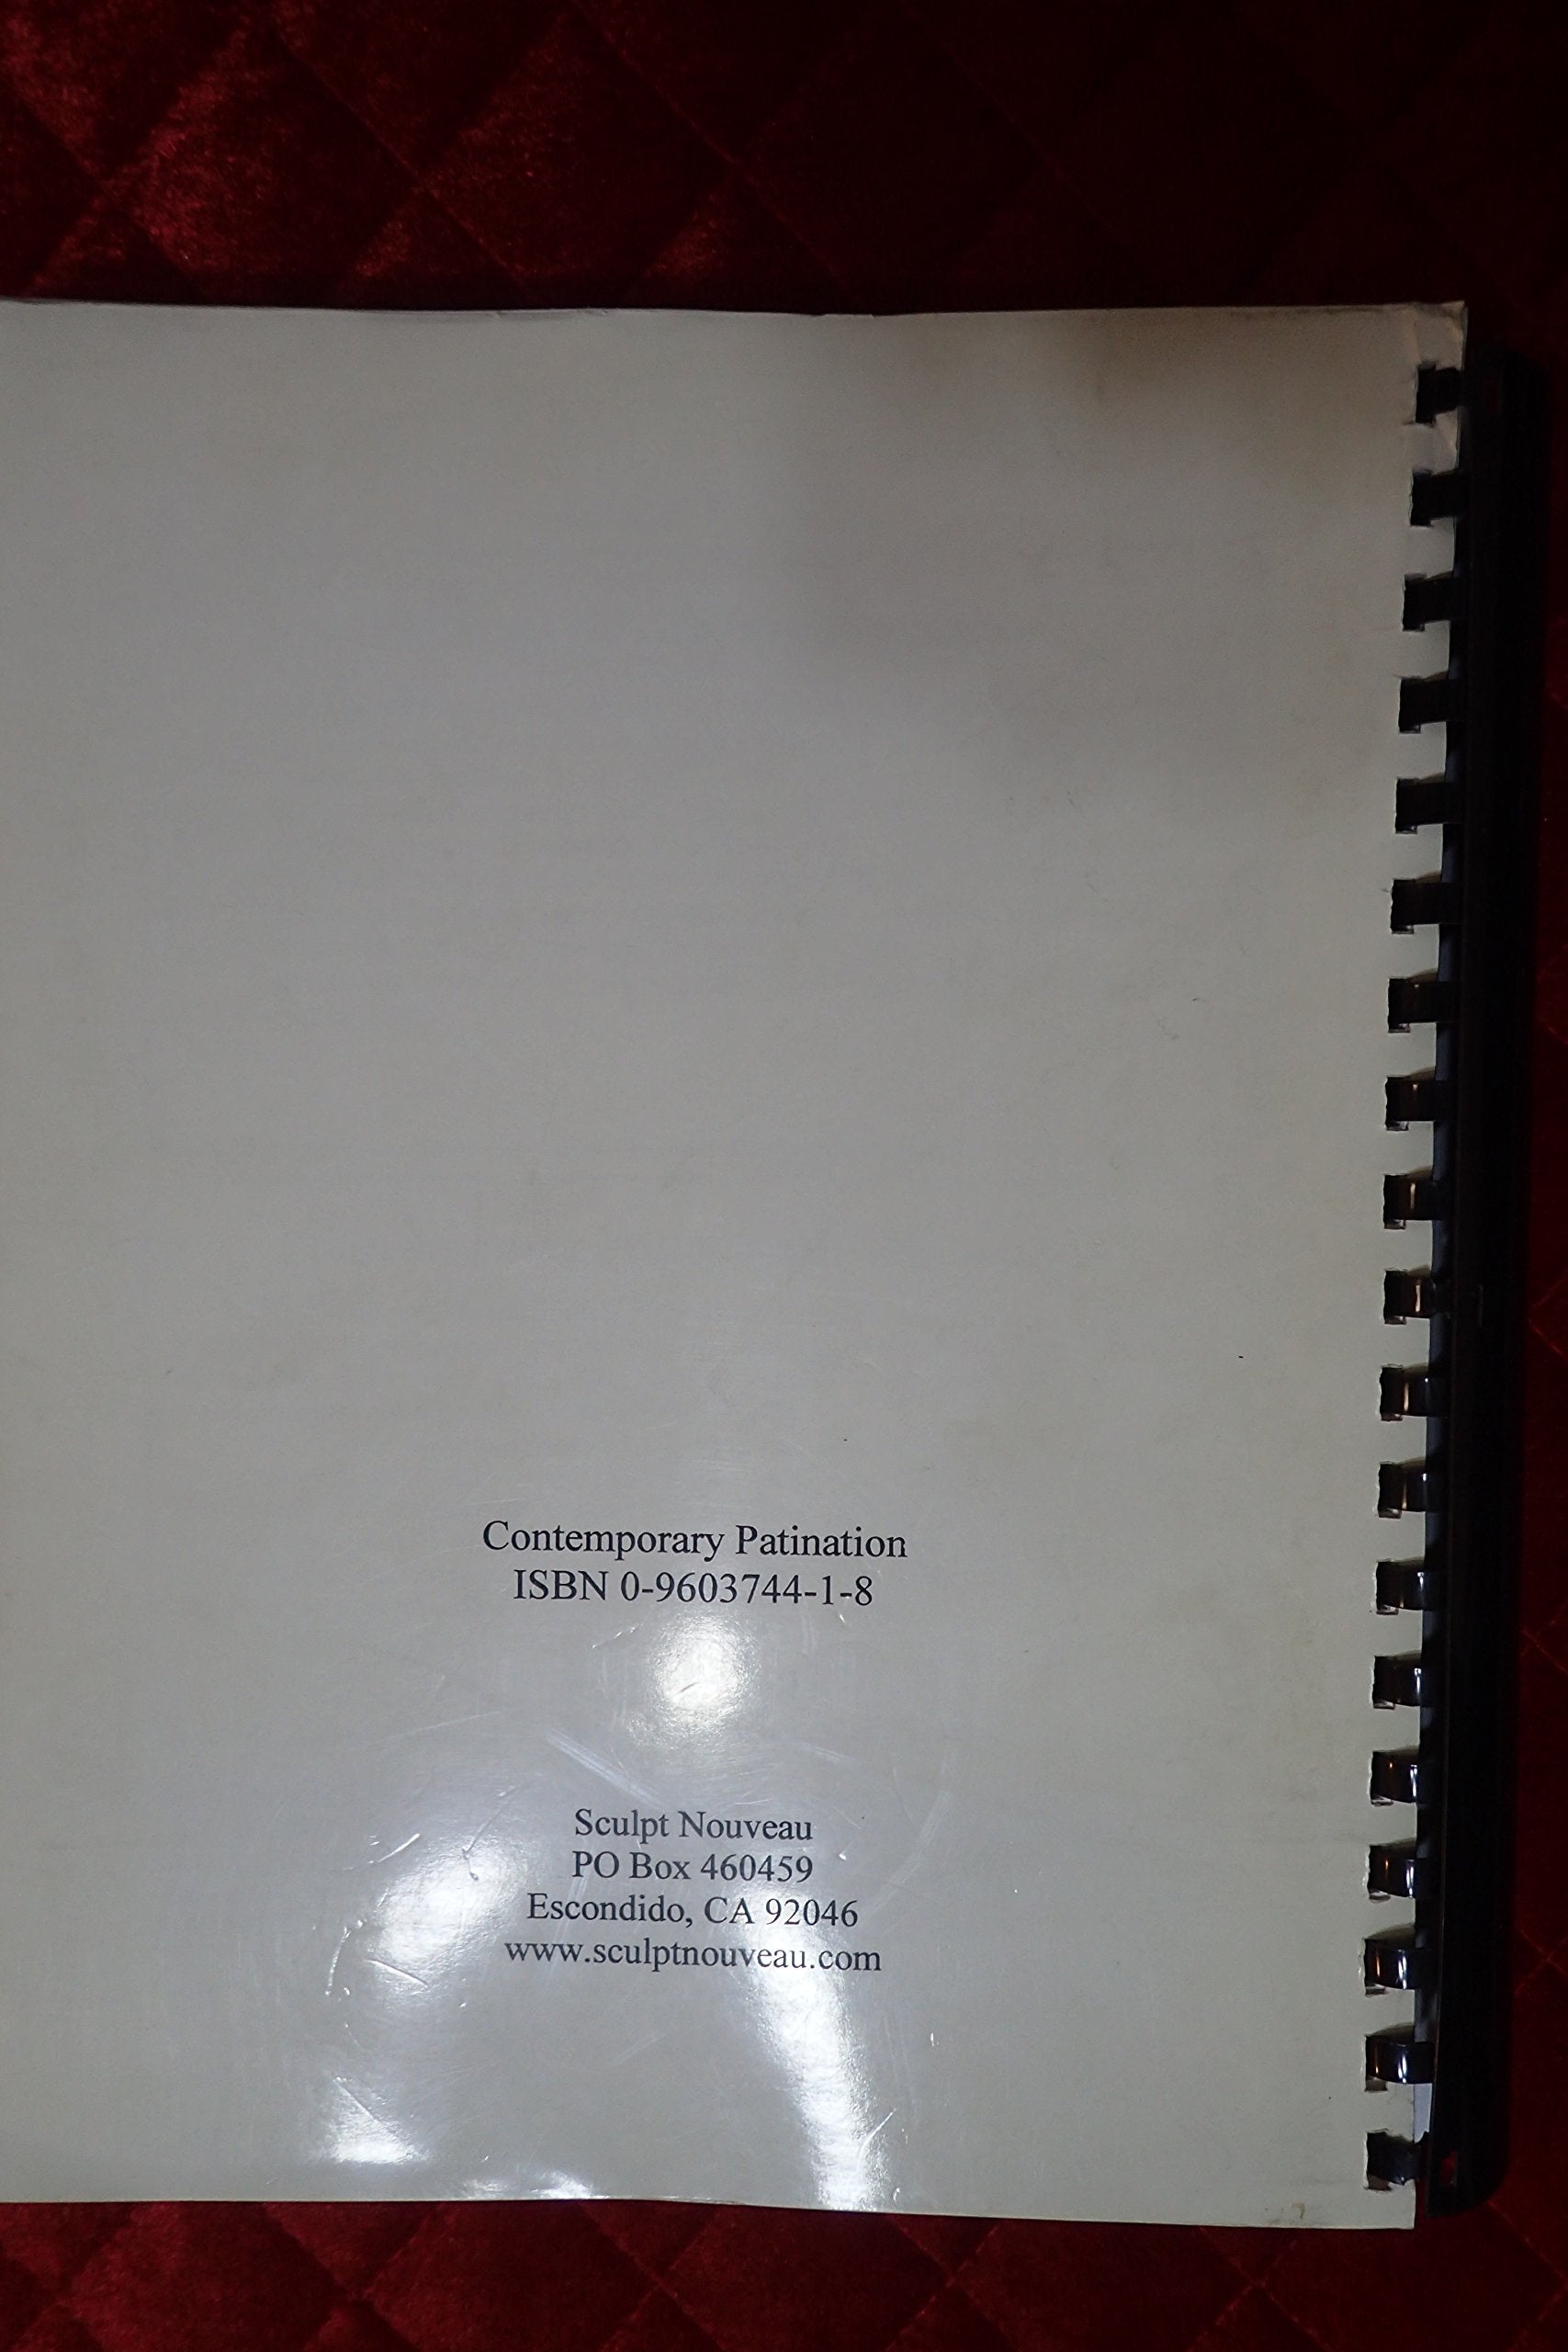 Contemporary Patination
ISBN 0-9603744-1-8
Sculpt Nouveau
PO Box 460459
Escondido, CA 92046
www.sculptnouveau.com